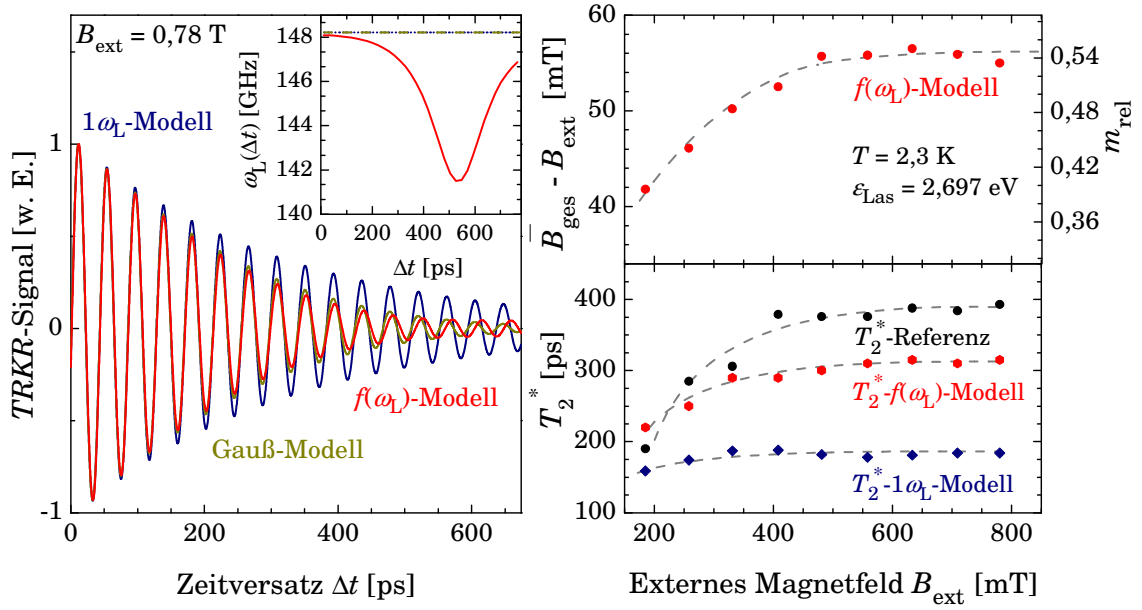 B_ext = 0,78 T
1ω_L-Modell
f(ω_L)-Modell
Gauß-Modell
TRKR-Signal [w. E.]
1
0
-1
0
200
400
600
Zeitversatz Δt [ps]
ω_L(Δt) [GHz]
148
146
144
143
142
140
0
200
400
600
Δt [ps]
B̅_ges - B_ext [mT]
60
50
40
f(ω_L)-Modell
T = 2,3 K
ε_Las = 2,697 eV
0,54
0,48
0,42
0,36
m_rel
T_2^* [ps]
400
300
200
100
T_2^*-Referenz
T_2^*-f(ω_L)-Modell
T_2^*-1ω_L-Modell
200
400
600
800
Externes Magnetfeld B_ext [mT]